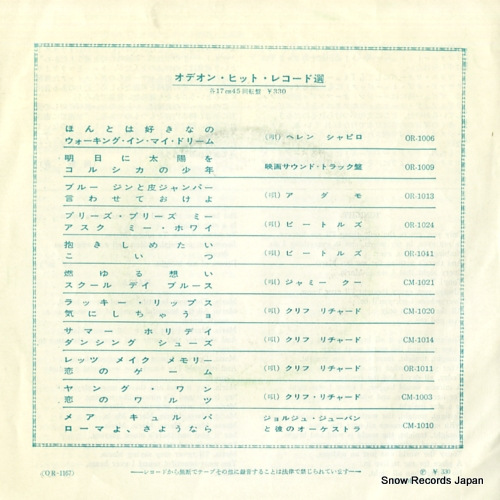 オデオン・ヒット・レコード選
各17cm45回転盤 ￥330
ほんとは好きなの
ウォーキング・イン・マイ・ドリーム
(唄) ヘレン シャピロ OR-1006
明日に太陽を
コルシカの少年
映画サウンド・トラック盤 OR-1009
ブルー ジンと皮ジャンパー
言わせておけよ
(唄) アダモ OR-1013
プリーズ・プリーズ ミー
アスク ミー・ホワイ
(唄) ビートルズ OR-1024
抱きしめたい
こいつ
(唄) ビートルズ OR-1041
燃ゆる想い
スクール デイ ブルース
(唄) ジャミー クー CM-1021
ラッキー・リップス
気にしちゃうヨ
(唄) クリフ リチャード CM-1020
サマー ホリデイ
ダンシング シューズ
(唄) クリフ リチャード CM-1014
レッツ メイク メモリー
恋のゲーム
(唄) クリフ リチャード OR-1011
ヤング・ワン
恋のワルツ
(唄) クリフ・リチャード CM-1003
メア キュルパ
ローマよ、さようなら
ジョルジュ・ジューバン
と彼のオーケストラ CM-1010
(OR-1167)
レコードから無断でテープその他に録音することは法律で禁じられています
℗ ￥330
Snow Records Japan